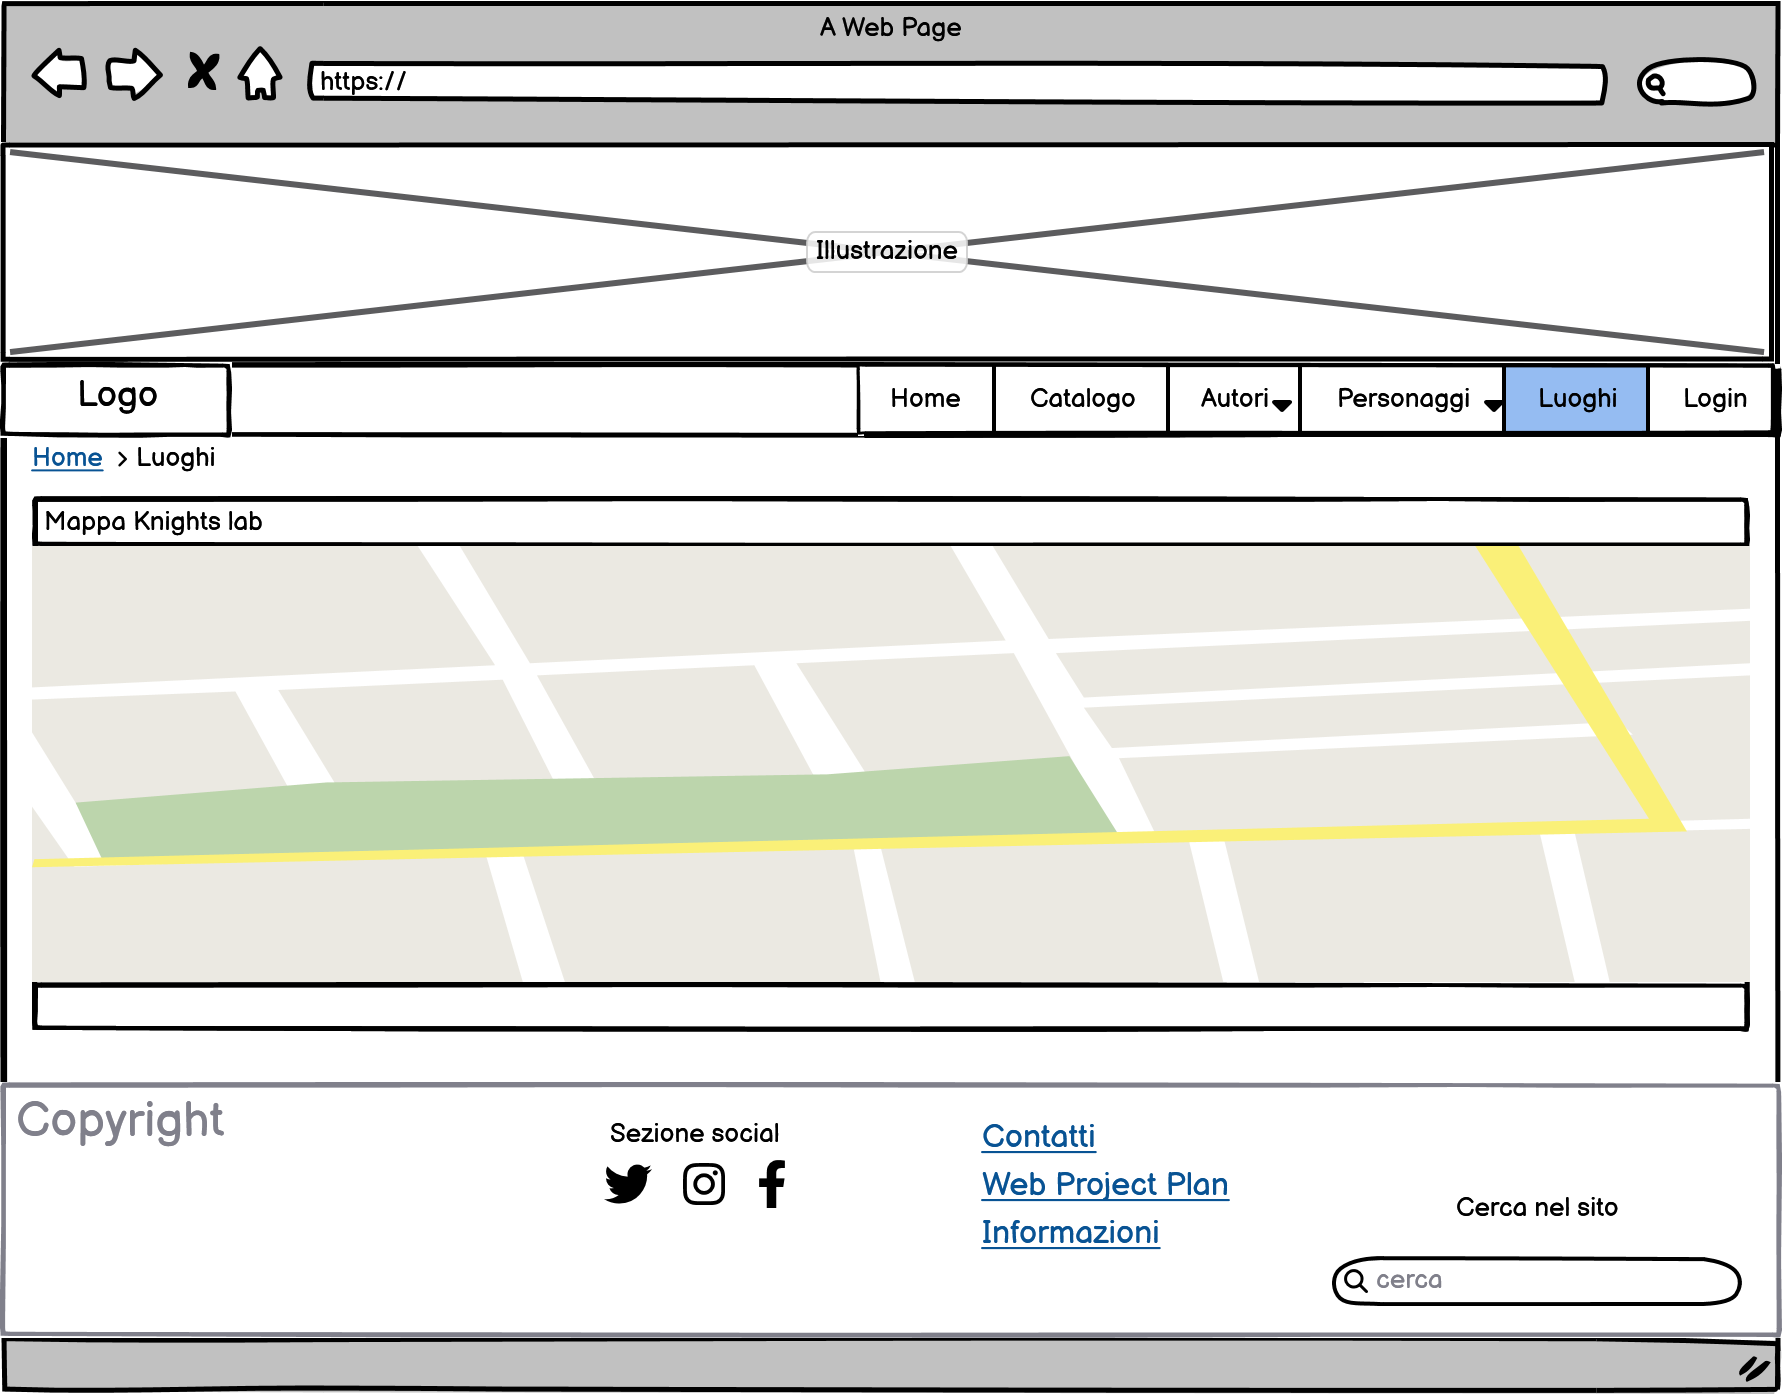 A Web Page
https://
Illustrazione
Logo
Home
Catalogo
Autori
Personaggi
Luoghi
Login
Home > Luoghi
Mappa Knights lab
Copyright
Sezione social
Contatti
Web Project Plan
Informazioni
Cerca nel sito
cerca